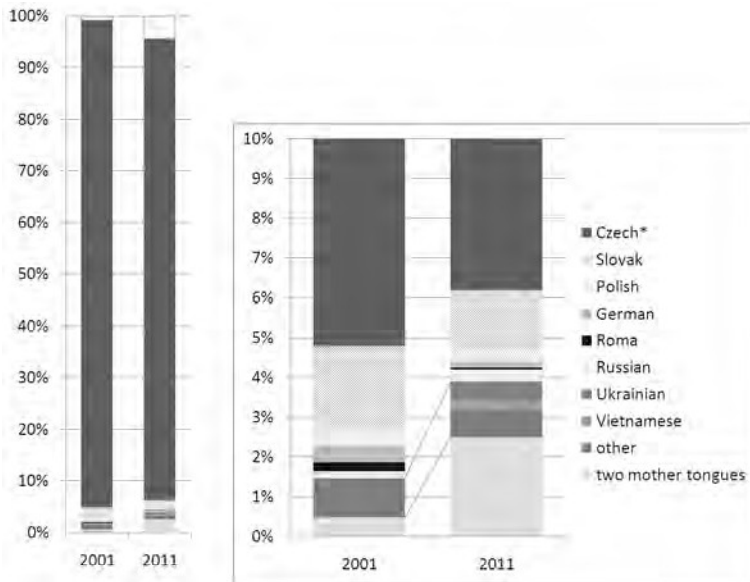 100%
90%
80%
70%
60%
50%
40%
30%
20%
10%
0%
2001 2011
10%
9%
8%
7%
6%
5%
4%
3%
2%
1%
0%
2001 2011
Czech*
Slovak
Polish
German
Roma
Russian
Ukrainian
Vietnamese
other
two mother tongues